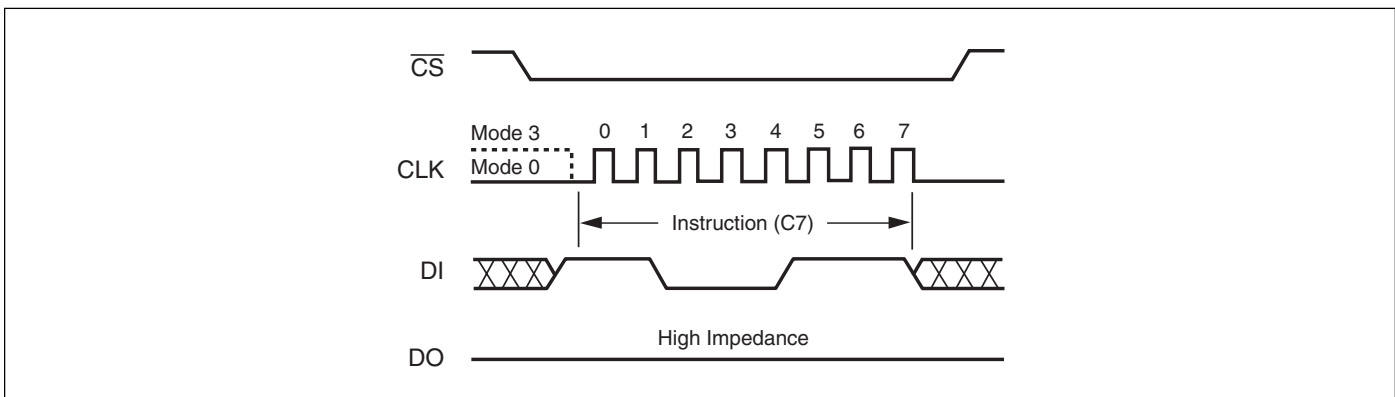 CS
Mode 3
0 1 2 3 4 5 6 7
CLK
Mode 0
Instruction (C7)
DI
High Impedance
DO